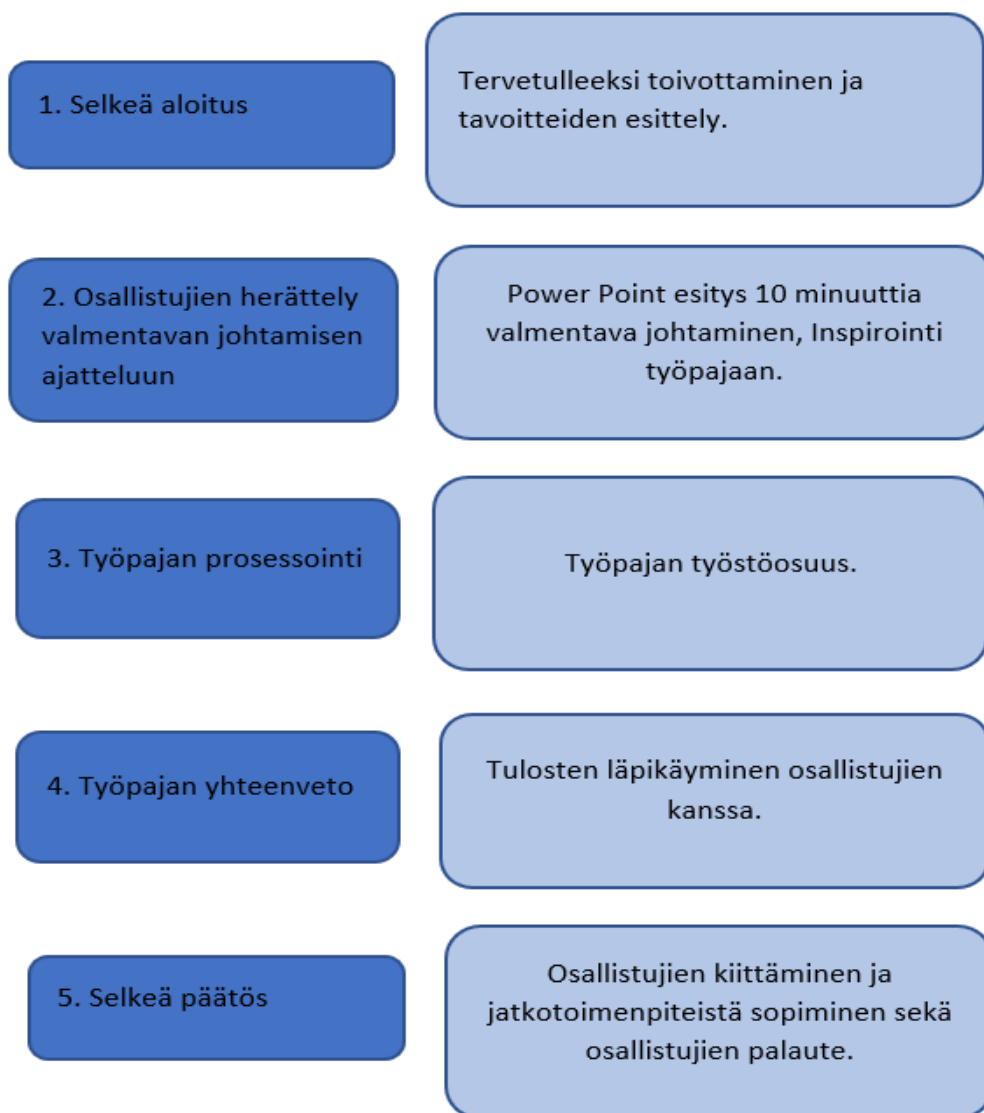 1. Selkeä aloitus
Tervetulleeksi toivottaminen ja
tavoitteiden esittely.
2. Osallistujien herättely
valmentavan johtamisen
ajatteluun
Power Point esitys 10 minuuttia
valmentava johtaminen, Inspirointi
työpajaan.
3. Työpajan prosessointi
Työpajan työstöosuus.
4. Työpajan yhteenveto
Tulosten läpikäyminen osallistujien
kanssa.
5. Selkeä päätös
Osallistujien kiittäminen ja
jatkotoimenpiteistä sopiminen sekä
osallistujien palaute.